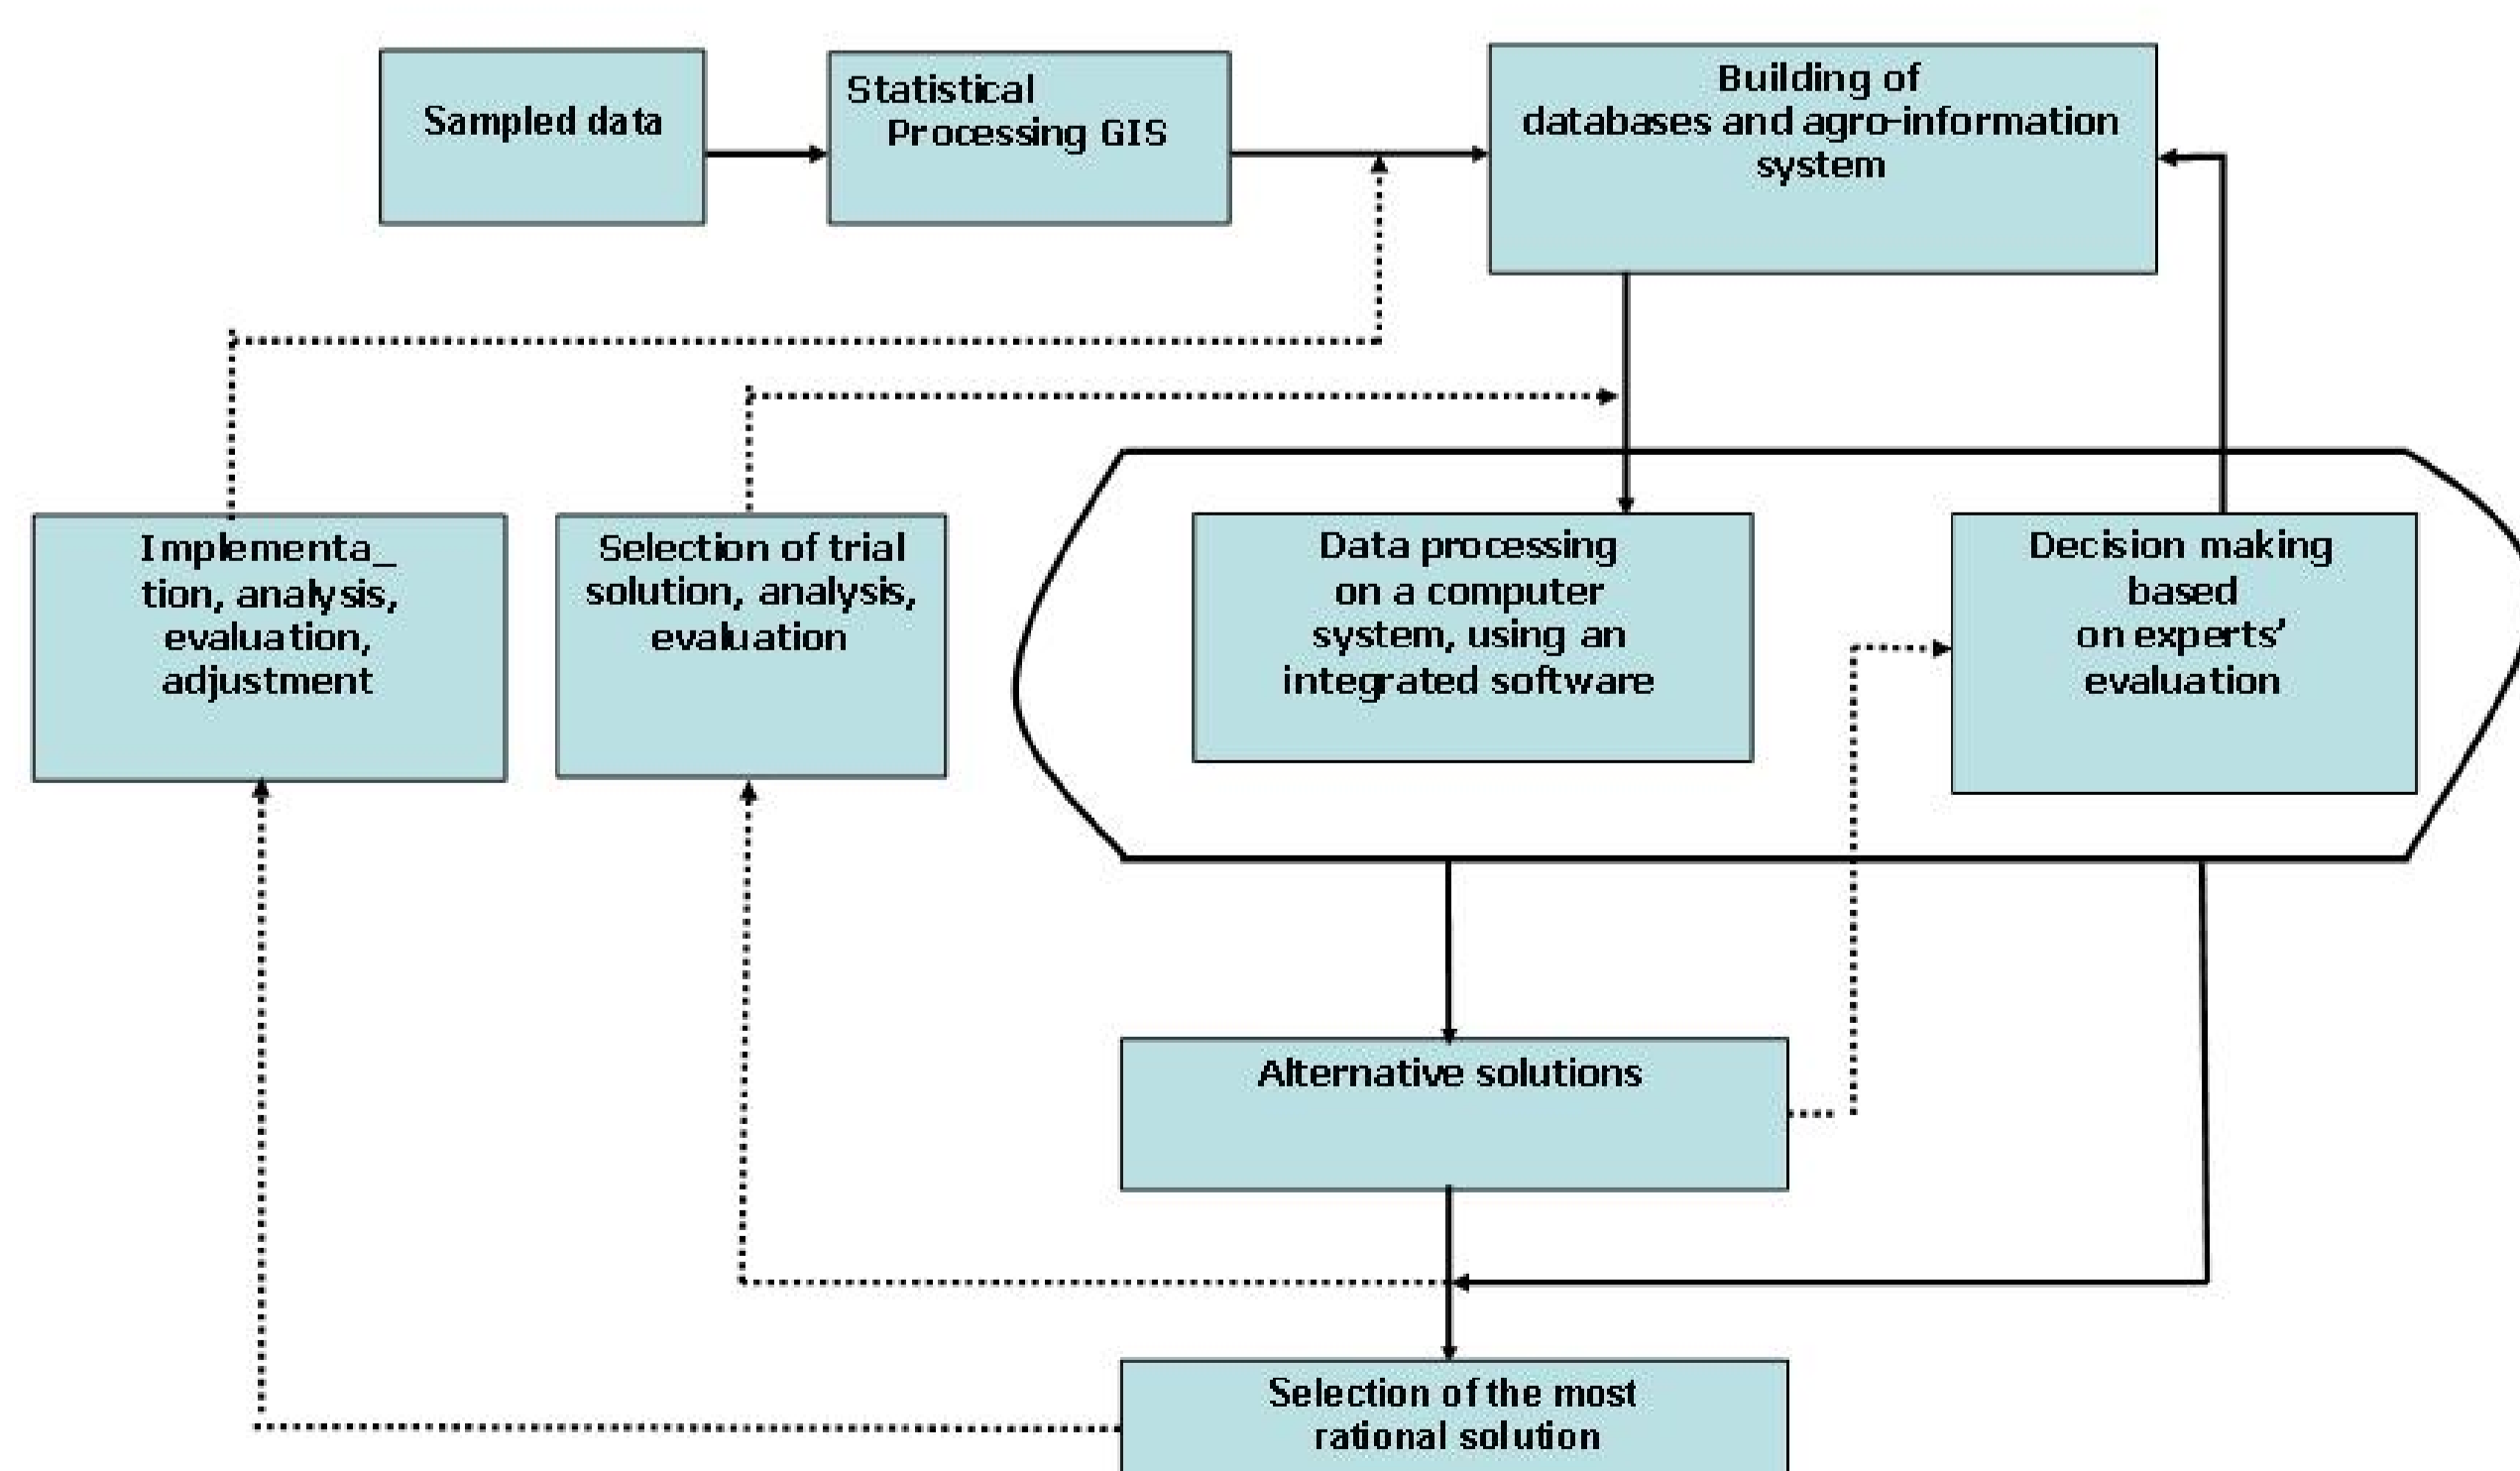 Sampled data
Statistical
Processing GIS
Building of
databases and agro-information
system
Implementa_
tion, analysis,
evaluation,
adjustment
Selection of trial
solution, analysis,
evaluation
Data processing
on a computer
system, using an
integrated software
Decision making
based
on experts’
evaluation
Alternative solutions
Selection of the most
rational solution